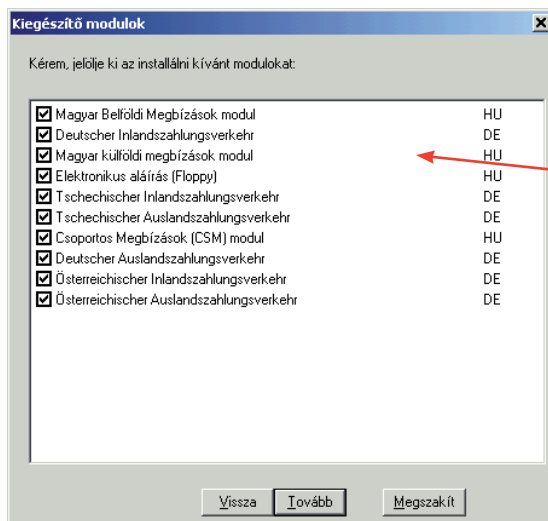 Kiegészítő modulok
Kérem, jelölje ki az installálni kívánt modulokat:
Magyar Belföldi Megbízások modul HU
Deutscher Inlandszahlungsverkehr DE
Magyar külföldi megbízások modul HU
Elektronikus aláírás (Floppy) HU
Tschechischer Inlandszahlungsverkehr DE
Tschechischer Auslandszahlungsverkehr DE
Csoportos Megbízások (CSM) modul HU
Deutscher Auslandszahlungsverkehr DE
Österreichischer Inlandszahlungsverkehr DE
Österreichischer Auslandszahlungsverkehr DE
Vissza Tovább Megszakít